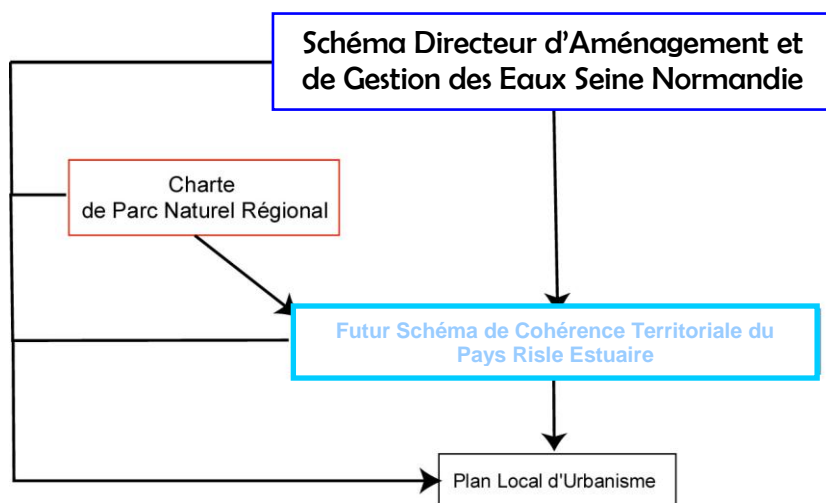 Schéma Directeur d’Aménagement et
de Gestion des Eaux Seine Normandie
Charte
de Parc Naturel Régional
Futur Schéma de Cohérence Territoriale du
Pays Risle Estuaire
Plan Local d'Urbanisme